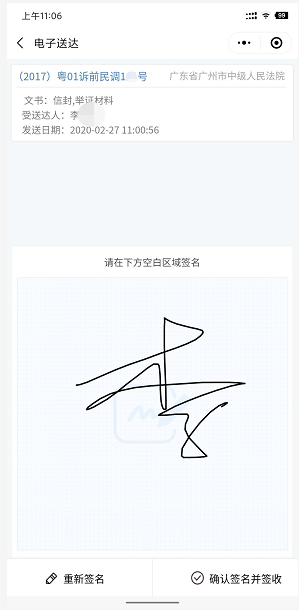 上午11:06
99
电子送达
（2017）粤01诉前民调1 号 广东省广州市中级人民法院
文书：信封,举证材料
受送达人：李
发送日期：2020-02-27 11:00:56
请在下方空白区域签名
李
重新签名 确认签名并签收